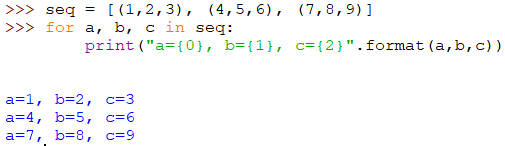 >>> seq = [(1,2,3), (4,5,6), (7,8,9)]
>>> for a, b, c in seq:
        print("a={0}, b={1}, c={2}".format(a,b,c))
a=1, b=2, c=3
a=4, b=5, c=6
a=7, b=8, c=9